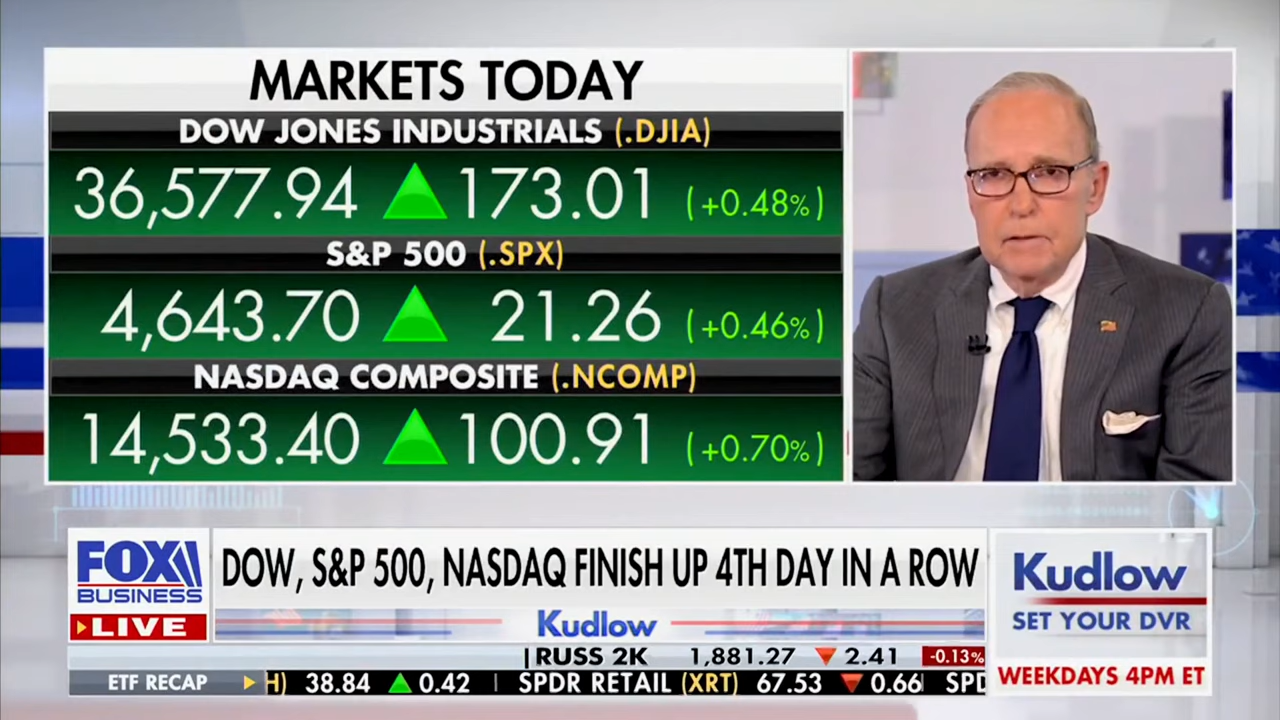 MARKETS TODAY
DOW JONES INDUSTRIALS (.DJIA)
36,577.94 ▲ 173.01 (+0.48%)
S&P 500 (.SPX)
4,643.70 ▲ 21.26 (+0.46%)
NASDAQ COMPOSITE (.NCOMP)
14,533.40 ▲ 100.91 (+0.70%)
FOX BUSINESS
LIVE
DOW, S&P 500, NASDAQ FINISH UP 4TH DAY IN A ROW
Kudlow
Kudlow
SET YOUR DVR
WEEKDAYS 4PM ET
RUSS 2K 1,881.27 ▼ 2.41 -0.13%
ETF RECAP H) 38.84 ▲ 0.42 | SPDR RETAIL (XRT) 67.53 ▼ 0.66 SPD